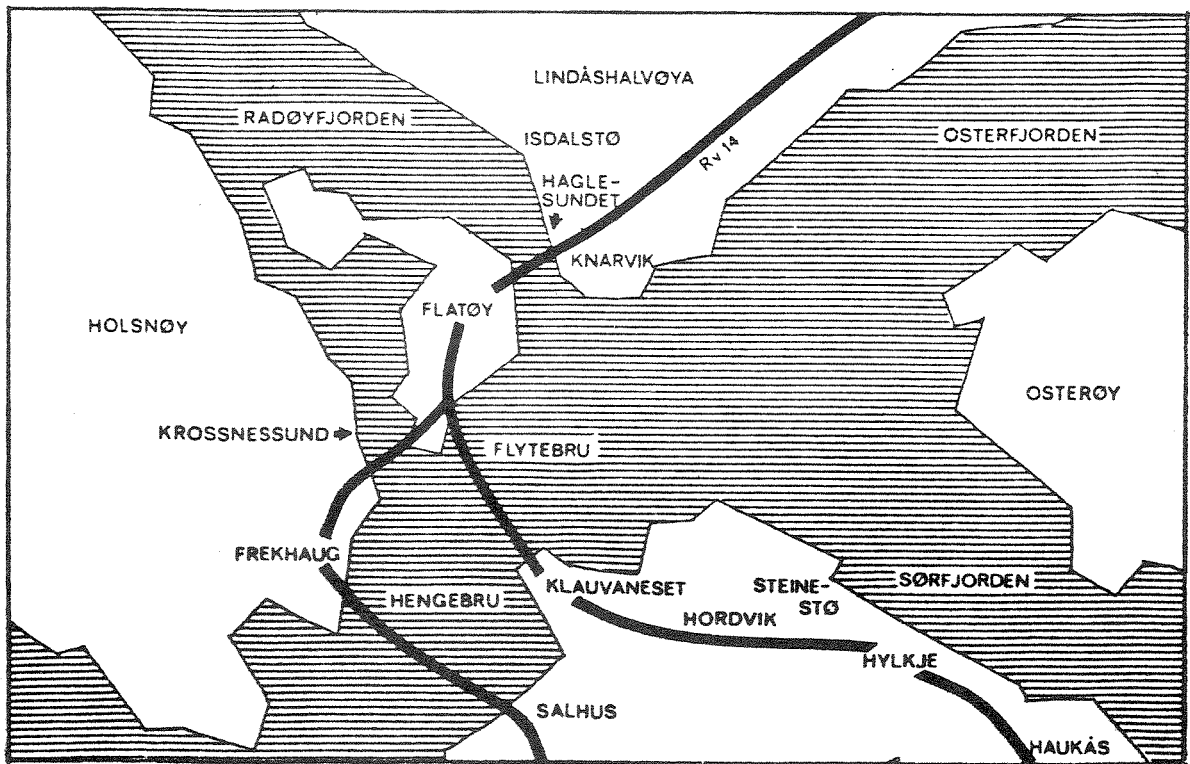 LINDÅSHALVØYA
RADØYFJORDEN
OSTERFJORDEN
ISDALSTØ
Rv 14
HAGLE-
SUNDET
KNARVIK
FLATØY
HOLSNØY
OSTERØY
KROSSNESSUND
FLYTEBRU
FREKHAUG
KLAUVANESET
STEINE-
STØ
SØRFJORDEN
HENGEBRU
HORDVIK
HYLKJE
SALHUS
HAUKÅS